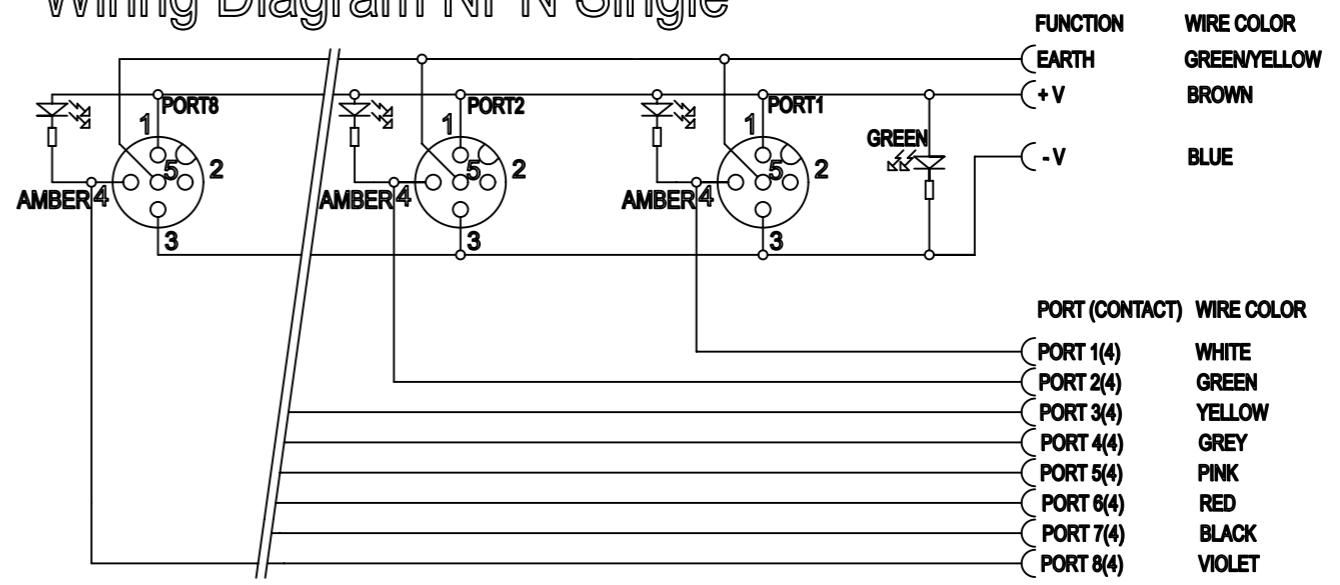 Wiring Diagram NPN Single
FUNCTION WIRE COLOR
EARTH GREEN/YELLOW
+ V BROWN
- V BLUE
PORT8 PORT2 PORT1
1 1 1
GREEN
5 2 5 2 5 2
AMBER 4 AMBER 4 AMBER 4
3 3 3
PORT (CONTACT) WIRE COLOR
PORT 1(4) WHITE
PORT 2(4) GREEN
PORT 3(4) YELLOW
PORT 4(4) GREY
PORT 5(4) PINK
PORT 6(4) RED
PORT 7(4) BLACK
PORT 8(4) VIOLET